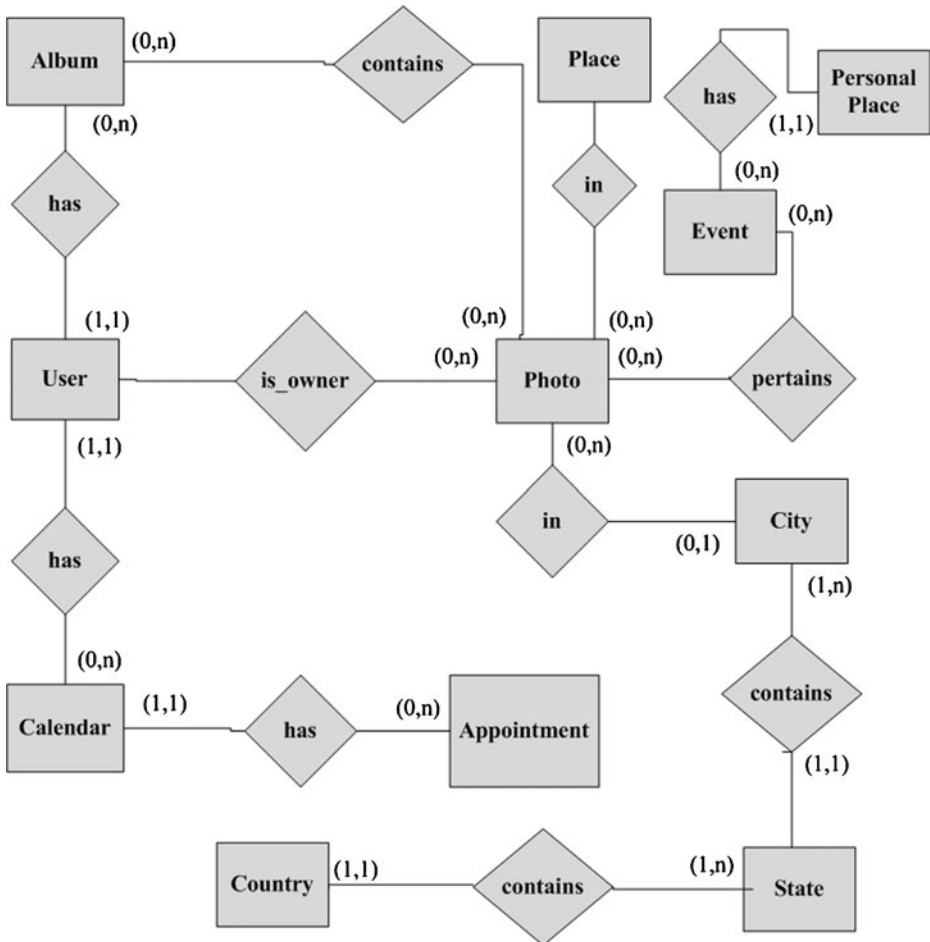 (0,n)
Album
contains
Place
Personal
Place
has
(1,1)
(0,n)
in
(0,n)
has
Event
(0,n)
(1,1)
(0,n)
(0,n)
(0,n)
(0,n)
User
is_owner
Photo
pertains
(1,1)
(0,n)
City
in
(0,1)
has
(1,n)
(0,n)
contains
Calendar
(1,1)
has
(0,n)
Appointment
(1,1)
Country
(1,1)
contains
(1,n)
State